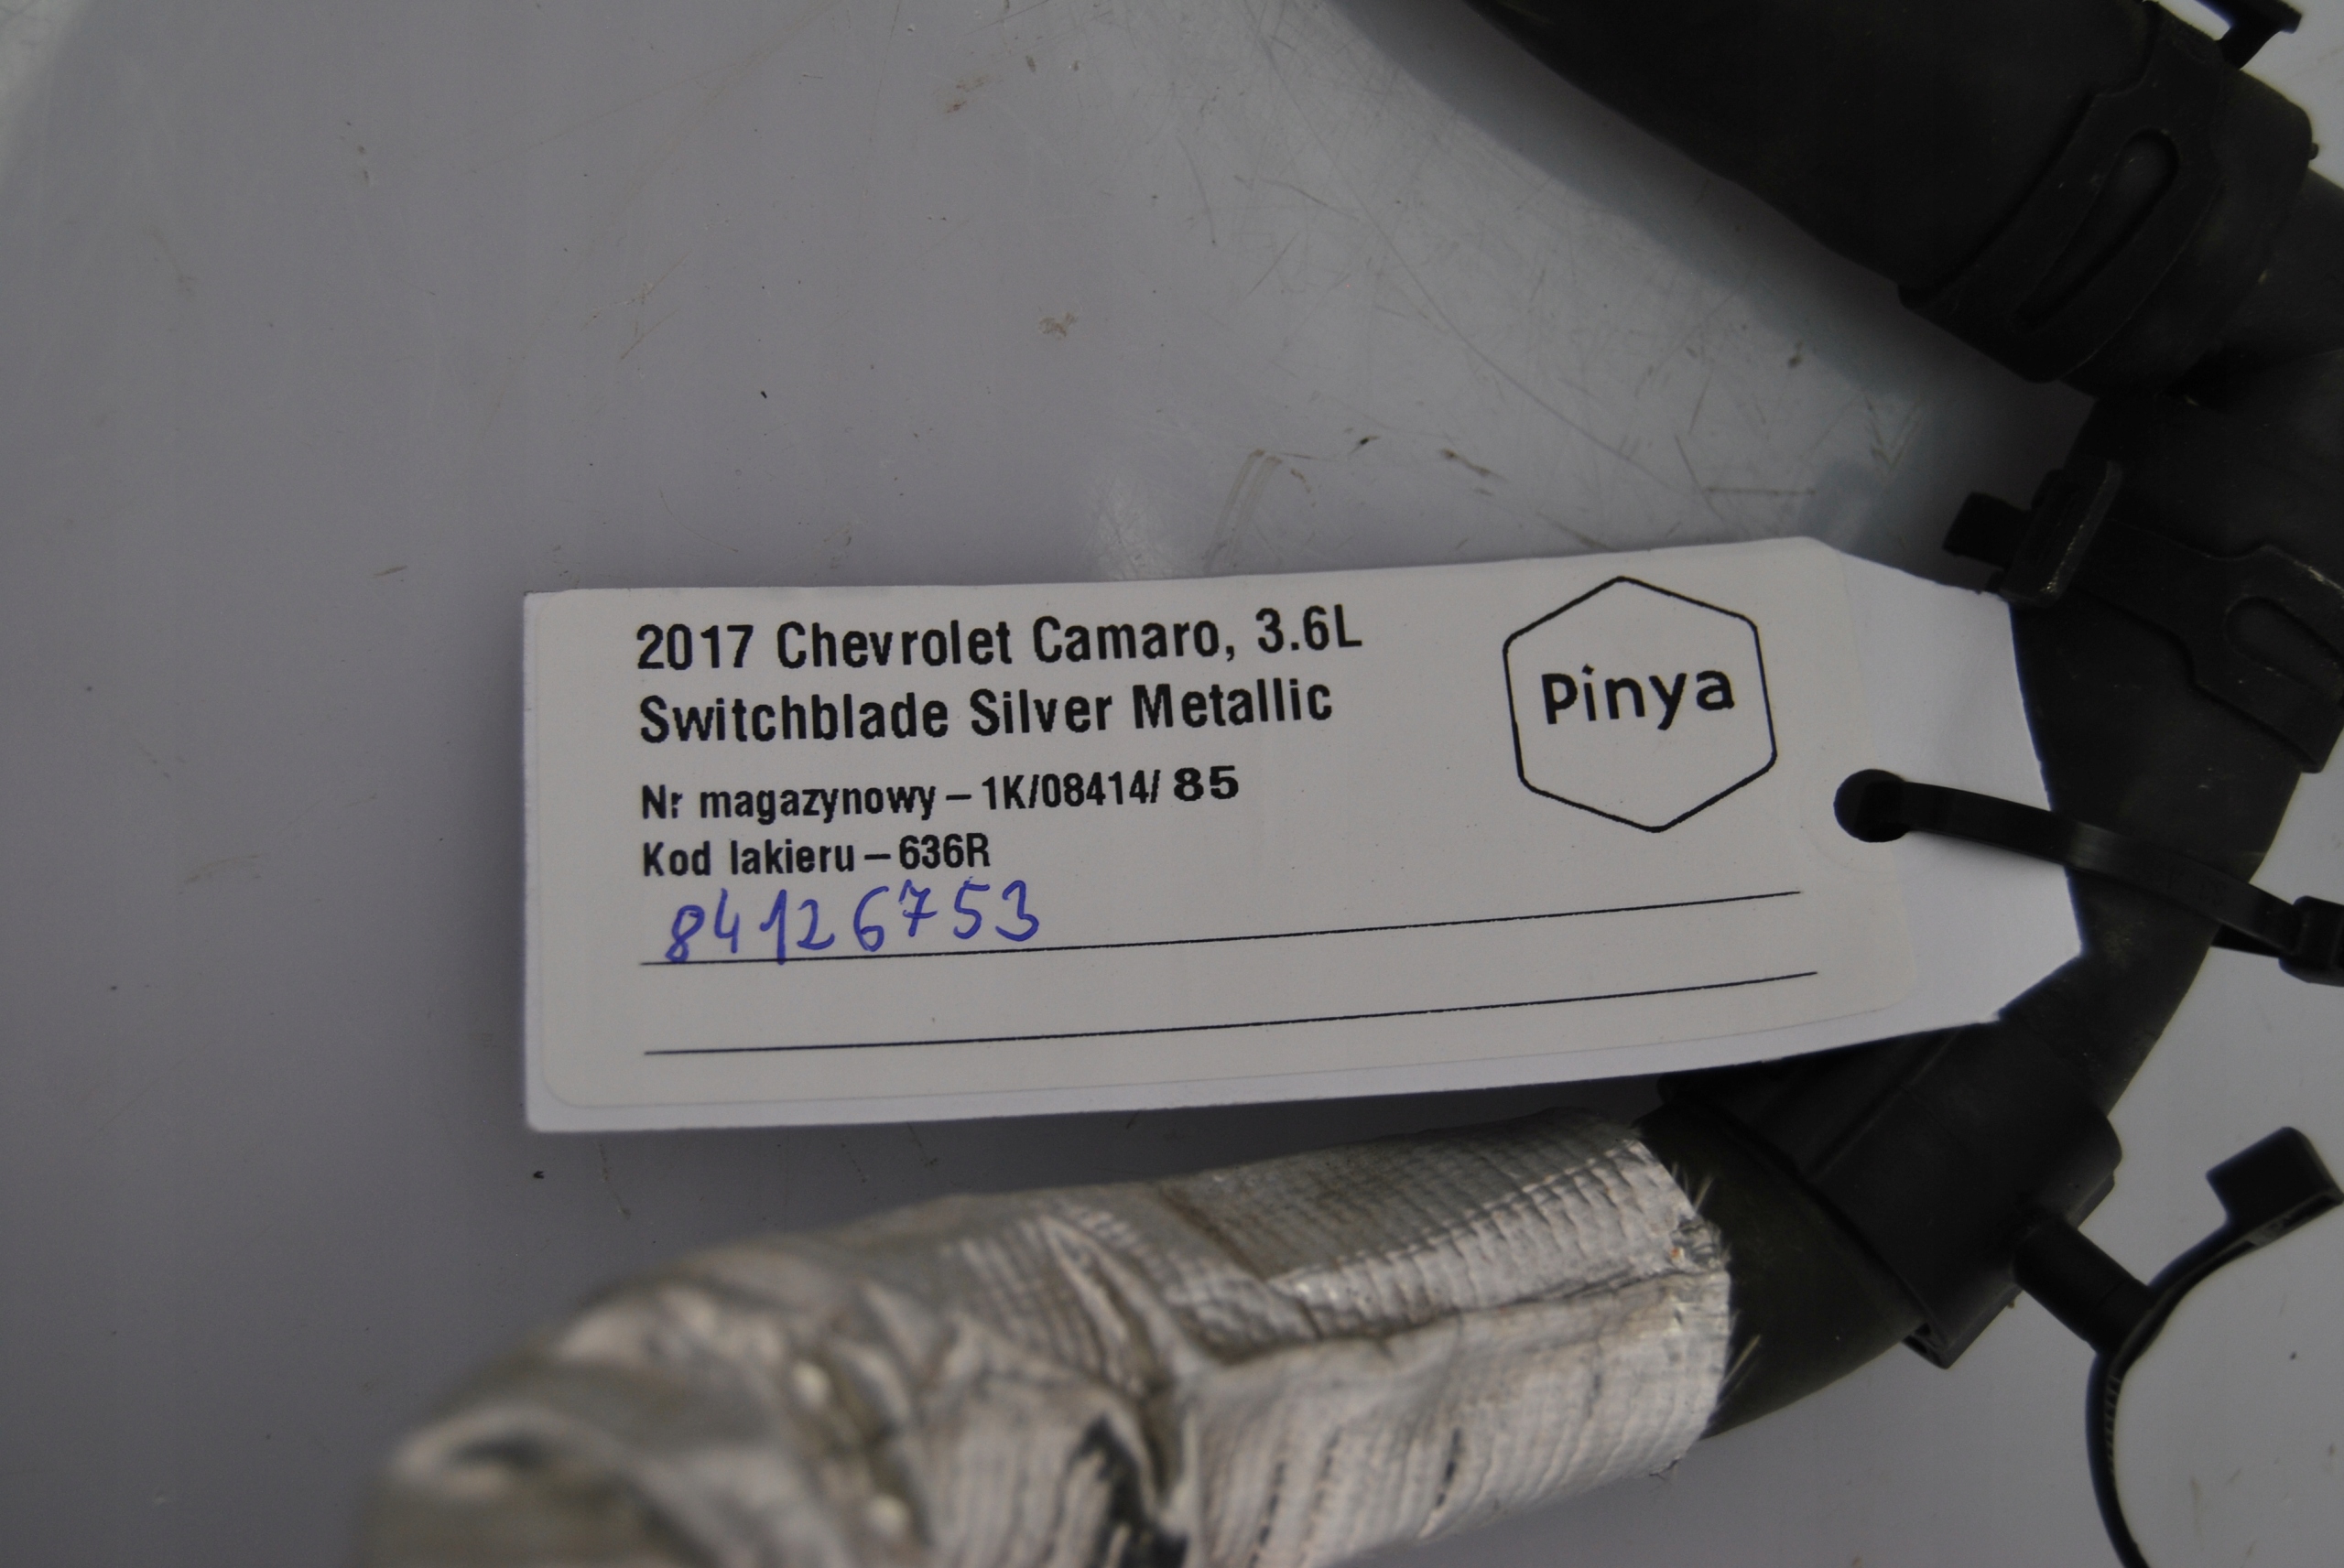 2017 Chevrolet Camaro, 3.6L
Switchblade Silver Metallic
Pinya
Nr magazynowy – 1K/08414/ 85
Kod lakieru – 636R
84126753